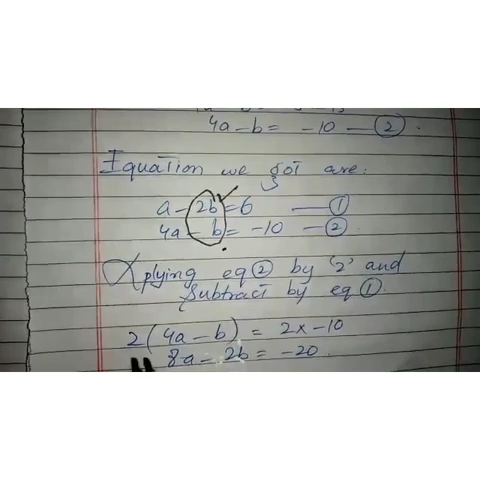 4a - b = -10 — ②.
Equation we got are:
a - 2b = 6 — ①
4a - b = -10 — ②
Xplying eq ② by '2' and
Subtract by eq ①.
2(4a - b) = 2x - 10
8a - 2b = -20.